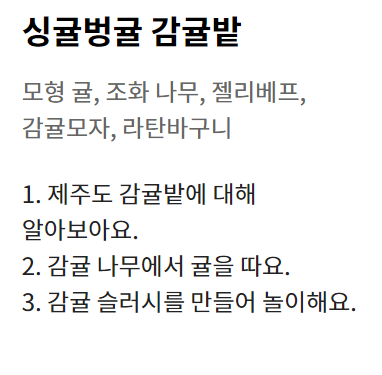 싱귤벙귤 감귤밭
모형 귤, 조화 나무, 젤리베프,
감귤모자, 라탄바구니
1. 제주도 감귤밭에 대해
알아보아요.
2. 감귤 나무에서 귤을 따요.
3. 감귤 슬러시를 만들어 놀이해요.